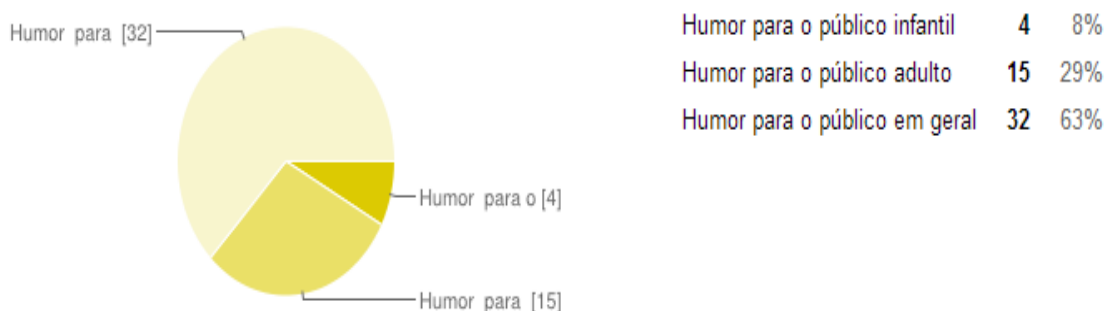 Humor para [32]
Humor para o [4]
Humor para [15]
Humor para o público infantil 4 8%
Humor para o público adulto 15 29%
Humor para o público em geral 32 63%